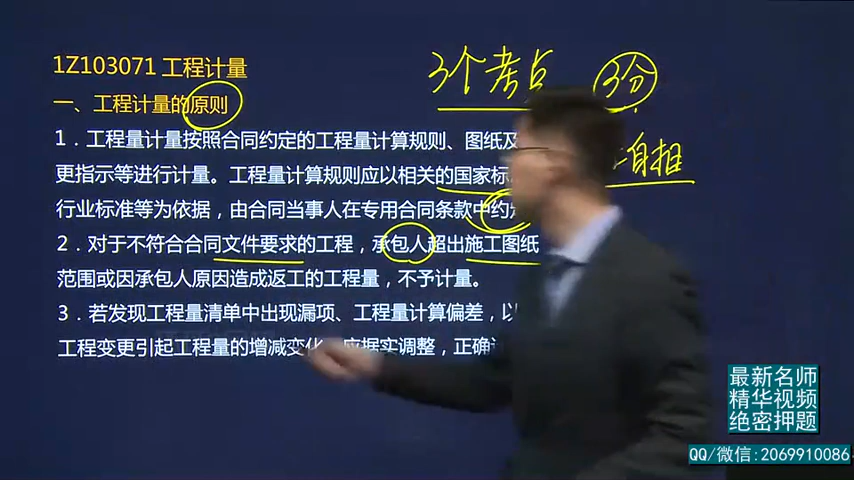 1Z103071 工程计量
3个考点 3分
一、工程计量的原则
1．工程量计量按照合同约定的工程量计算规则、图纸及
自相
更指示等进行计量。工程量计算规则应以相关的国家标
行业标准等为依据，由合同当事人在专用合同条款中约
2．对于不符合合同文件要求的工程，承包人超出施工图纸
范围或因承包人原因造成返工的工程量，不予计量。
3．若发现工程量清单中出现漏项、工程量计算偏差，以
工程变更引起工程量的增减变化，应据实调整，正确
最新名师
精华视频
绝密押题
QQ/微信:2069910086